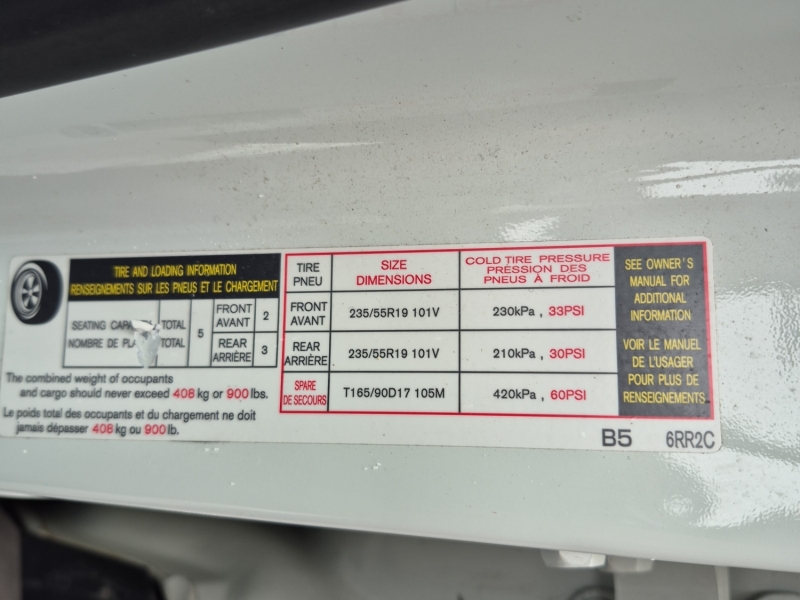 TIRE AND LOADING INFORMATION
RENSEIGNEMENTS SUR LES PNEUS ET LE CHARGEMENT
SEATING TOTAL 5 FRONT AVANT 2
NOMBRE DE TOTAL REAR ARRIÈRE 3
The combined weight of occupants
and cargo should never exceed 408 kg or 900 lbs.
Le poids total des occupants et du chargement ne doit
jamais dépasser 408 kg ou 900 lb.
TIRE PNEU SIZE DIMENSIONS COLD TIRE PRESSURE PRESSION DES PNEUS À FROID
FRONT AVANT 235/55R19 101V 230kPa , 33PSI
REAR ARRIÈRE 235/55R19 101V 210kPa , 30PSI
SPARE DE SECOURS T165/90D17 105M 420kPa , 60PSI
SEE OWNER'S
MANUAL FOR
ADDITIONAL
INFORMATION
VOIR LE MANUEL
DE L'USAGER
POUR PLUS DE
RENSEIGNEMENTS
B5 6RR2C